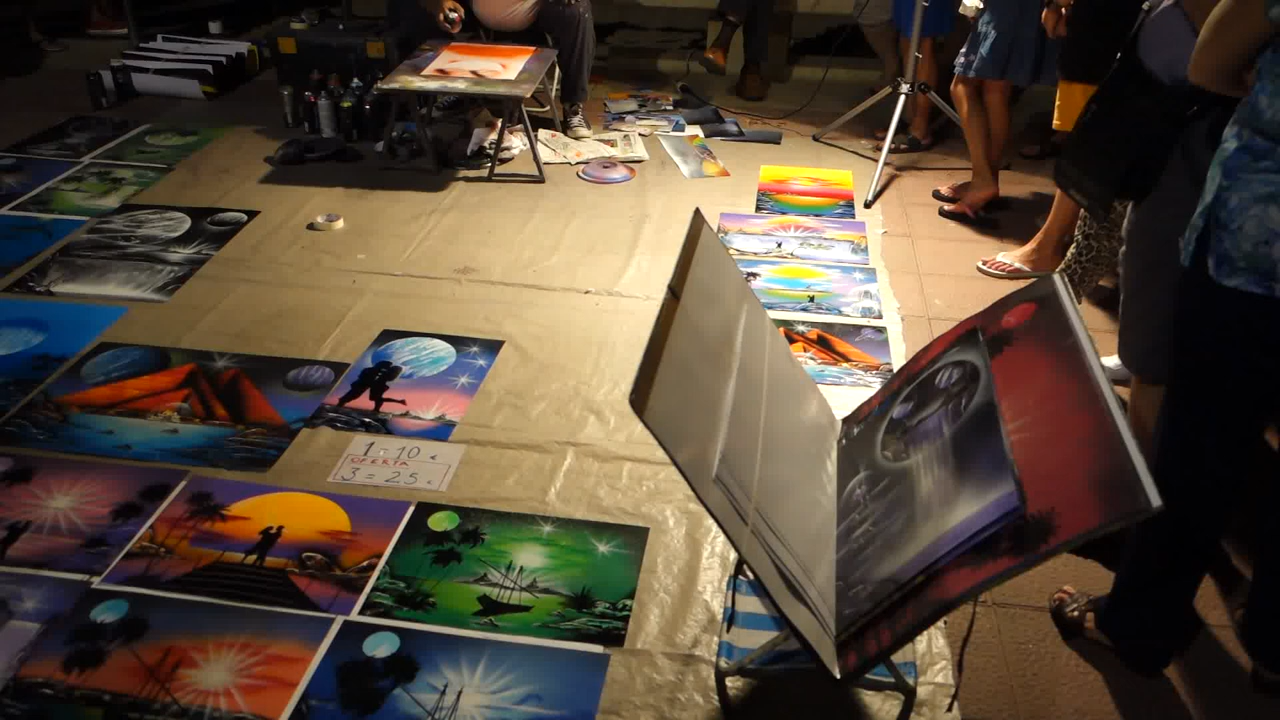 1 = 10 €
OFERTA
3 = 25 €